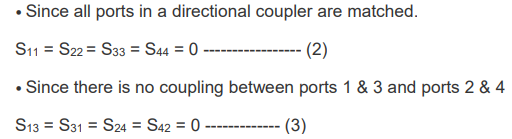 • Since all ports in a directional coupler are matched.
S₁₁ = S₂₂ = S₃₃ = S₄₄ = 0 ----------------- (2)
• Since there is no coupling between ports 1 & 3 and ports 2 & 4
S₁₃ = S₃₁ = S₂₄ = S₄₂ = 0 ------------- (3)